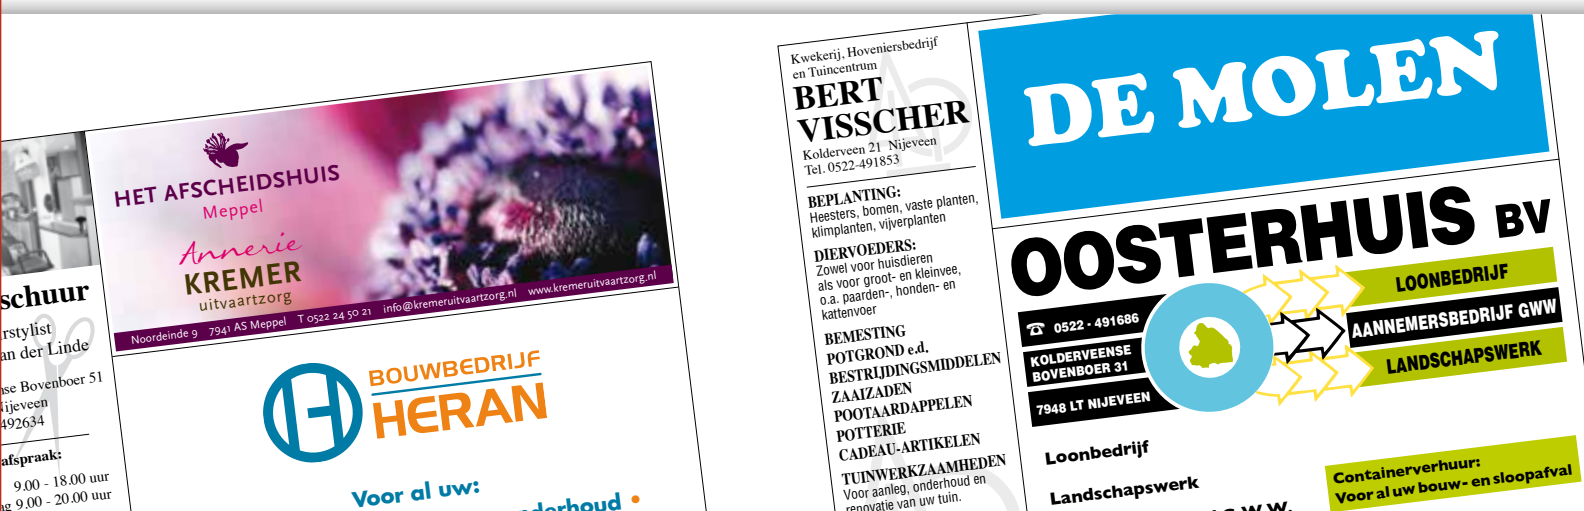 schuur
Bovenboer 51
492634
afspraak:
9.00 - 18.00 uur
9.00 - 20.00 uur
HET AFSCHEIDSHUIS
Meppel
Annerie
KREMER
uitvaartzorg
Noordeinde 9 7941 AS Meppel T 0522 24 50 21 info@kremeruitvaartzorg.nl www.kremeruitvaartzorg.nl
BOUWBEDRIJF
HERAN
Voor al uw:
Kwekerij, Hoveniersbedrijf
en Tuincentrum
BERT
VISSCHER
Kolderveen 21 Nijeveen
Tel. 0522-491853
BEPLANTING:
Heesters, bomen, vaste planten,
klimplanten, vijverplanten
DIERVOEDERS:
Zowel voor huisdieren
als voor groot- en kleinvee,
o.a. paarden-, honden- en
kattenvoer
BEMESTING
POTGROND e.d.
BESTRIJDINGSMIDDELEN
ZAAIZADEN
POOTAARDAPPELEN
POTTERIE
CADEAU-ARTIKELEN
TUINWERKZAAMHEDEN
Voor aanleg, onderhoud en
renovatie van uw tuin.
DE MOLEN
OOSTERHUIS BV
☎ 0522 - 491686
KOLDERVEENSE
BOVENBOER 31
7948 LT NIJEVEEN
LOONBEDRIJF
AANNEMERSBEDRIJF GWW
LANDSCHAPSWERK
Loonbedrijf
Landschapswerk
Containerverhuur:
Voor al uw bouw- en sloopafval